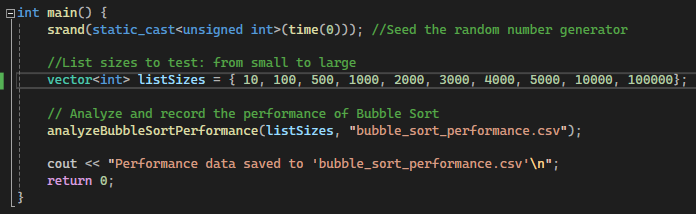 int main() {
srand(static_cast<unsigned int>(time(0))); //Seed the random number generator
//List sizes to test: from small to large
vector<int> listSizes = { 10, 100, 500, 1000, 2000, 3000, 4000, 5000, 10000, 100000};
// Analyze and record the performance of Bubble Sort
analyzeBubbleSortPerformance(listSizes, "bubble_sort_performance.csv");
cout << "Performance data saved to 'bubble_sort_performance.csv'\n";
return 0;
}